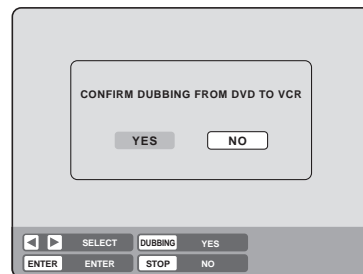 CONFIRM DUBBING FROM DVD TO VCR
YES NO
SELECT DUBBING YES
ENTER ENTER STOP NO